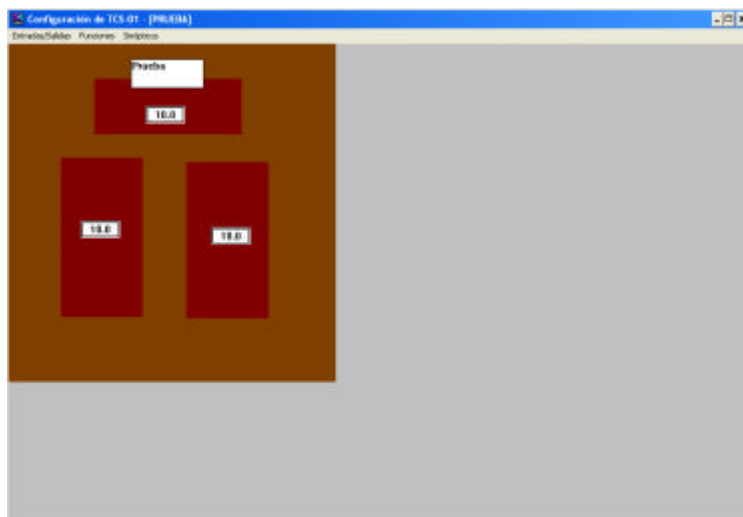 Configuración de TCS-01 - [PRUEBA]
Entradas/Salidas Funciones Sinópticos
Prueba
10.0
10.0
10.0